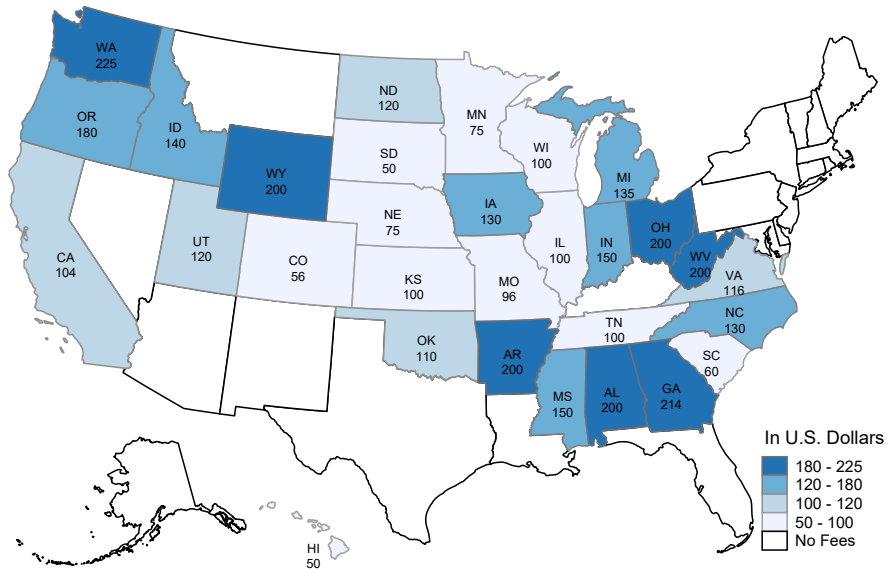 WA
225
OR
180
ID
140
WY
200
ND
120
SD
50
NE
75
MN
75
WI
100
MI
135
IA
130
CA
104
UT
120
CO
56
KS
100
MO
96
IL
100
IN
150
OH
200
WV
200
VA
116
NC
130
TN
100
SC
60
OK
110
AR
200
MS
150
AL
200
GA
214
HI
50
In U.S. Dollars
180 - 225
120 - 180
100 - 120
50 - 100
No Fees